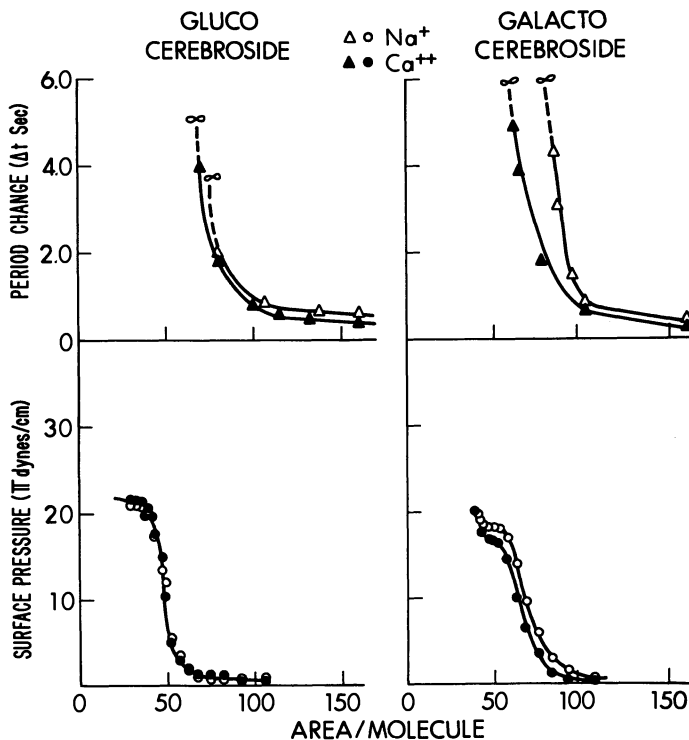 GLUCO
CEREBROSIDE
△ ○ Na+
▲ ● Ca++
GALACTO
CEREBROSIDE
PERIOD CHANGE (Δt Sec)
6.0
4.0
2.0
0
∞
∞
∞
∞
SURFACE PRESSURE (π dynes/cm)
30
20
10
0
50
100
150
0
50
100
150
AREA/MOLECULE